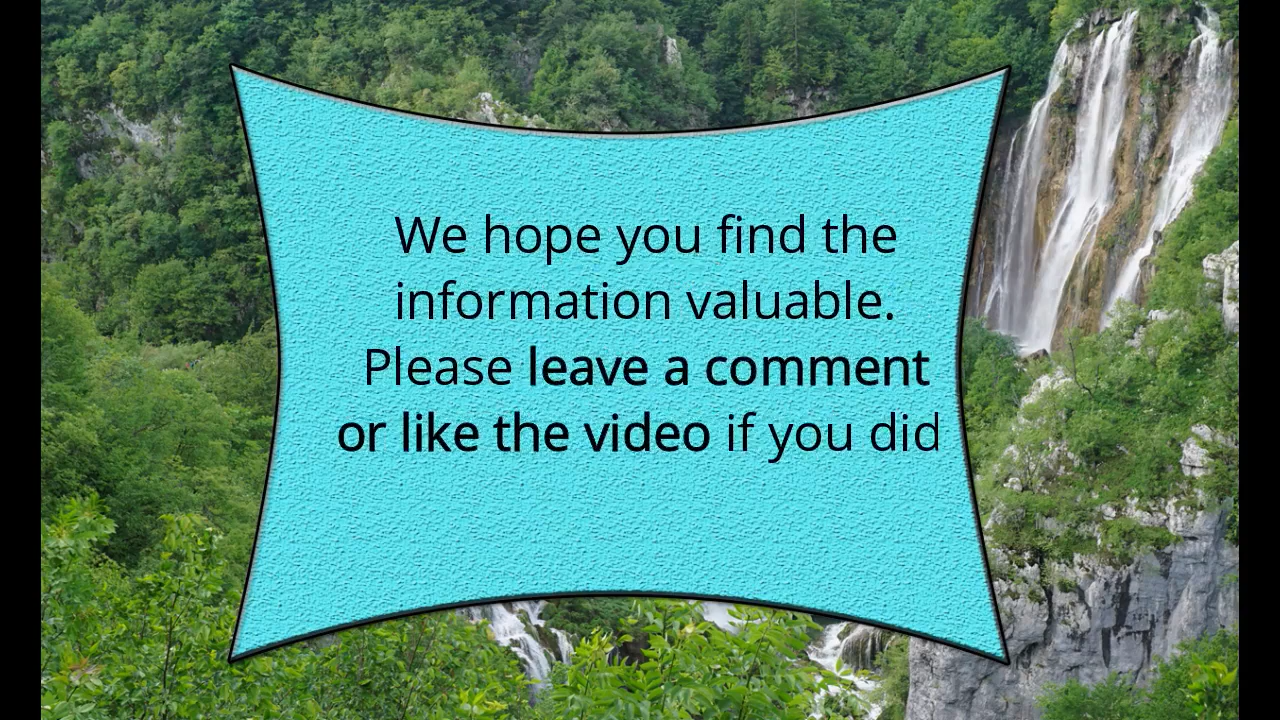 We hope you find the
information valuable.
Please leave a comment
or like the video if you did